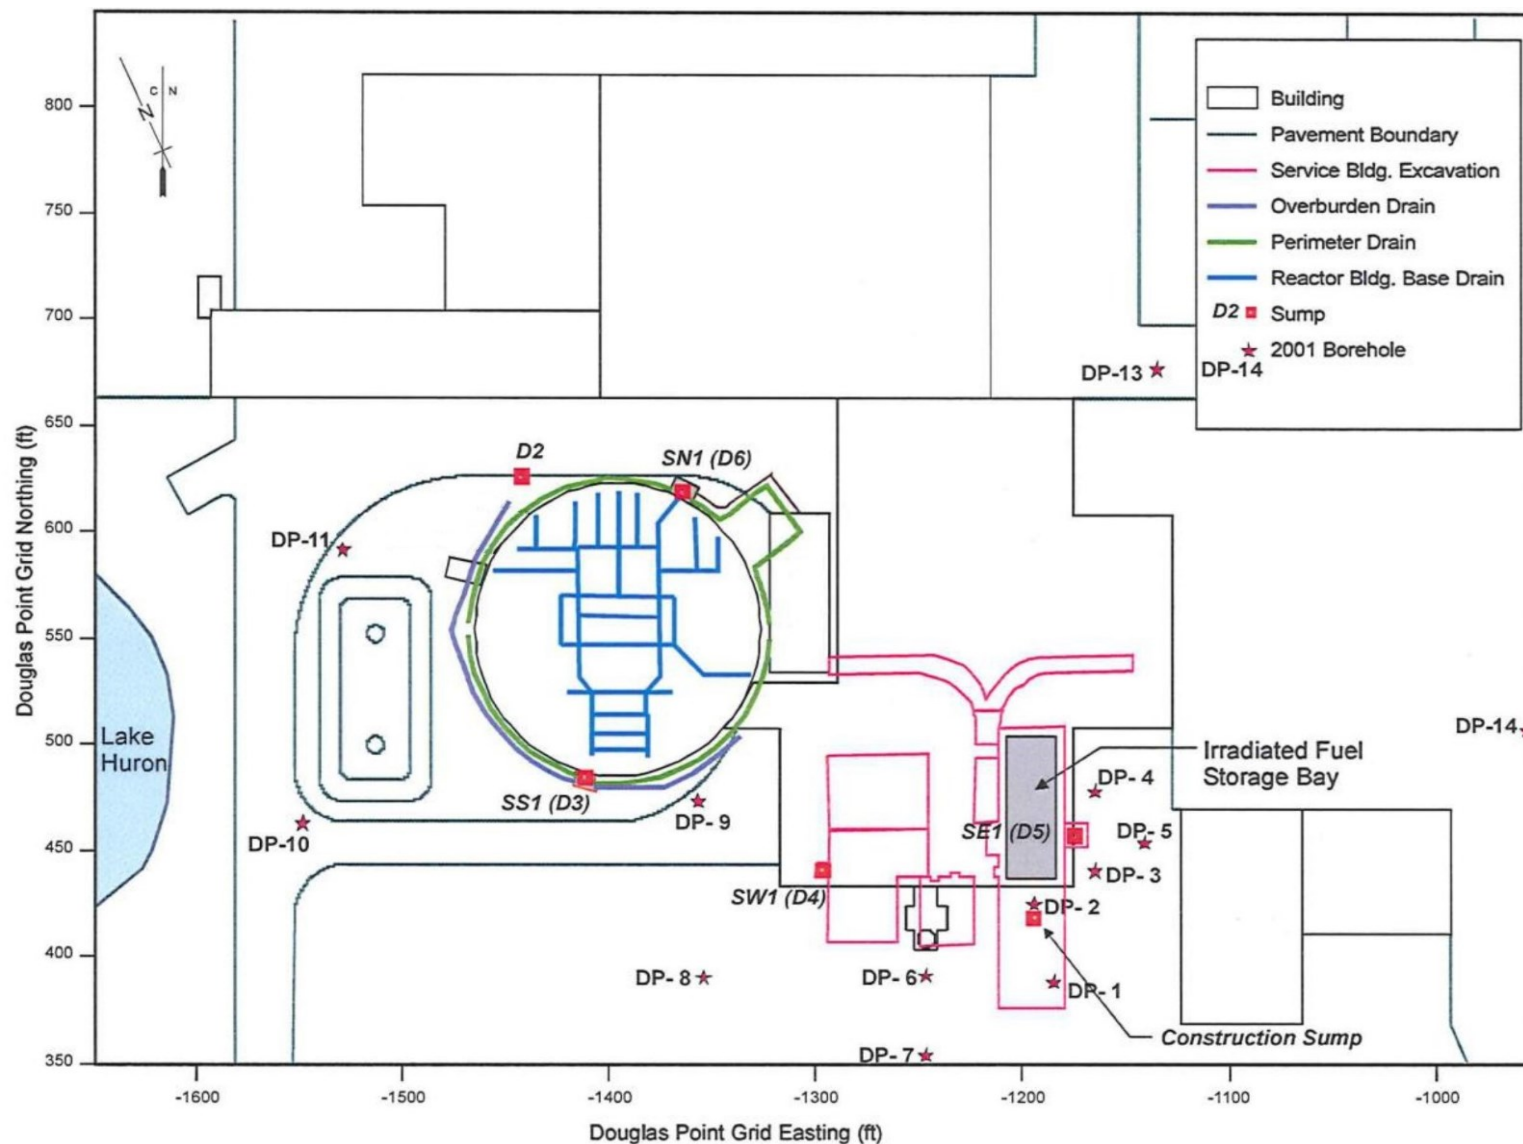 C N
N
Building
Pavement Boundary
Service Bldg. Excavation
Overburden Drain
Perimeter Drain
Reactor Bldg. Base Drain
D2 Sump
2001 Borehole
DP-13
DP-14
D2
SN1 (D6)
DP-11
Lake
Huron
SS1 (D3)
DP-10
DP- 9
DP-14
Irradiated Fuel
Storage Bay
DP- 4
SE1 (D5)
DP- 5
DP- 3
SW1 (D4)
DP- 2
DP- 8
DP- 6
DP- 1
Construction Sump
DP- 7
800
750
700
650
600
550
500
450
400
350
Douglas Point Grid Northing (ft)
-1600
-1500
-1400
-1300
-1200
-1100
-1000
Douglas Point Grid Easting (ft)